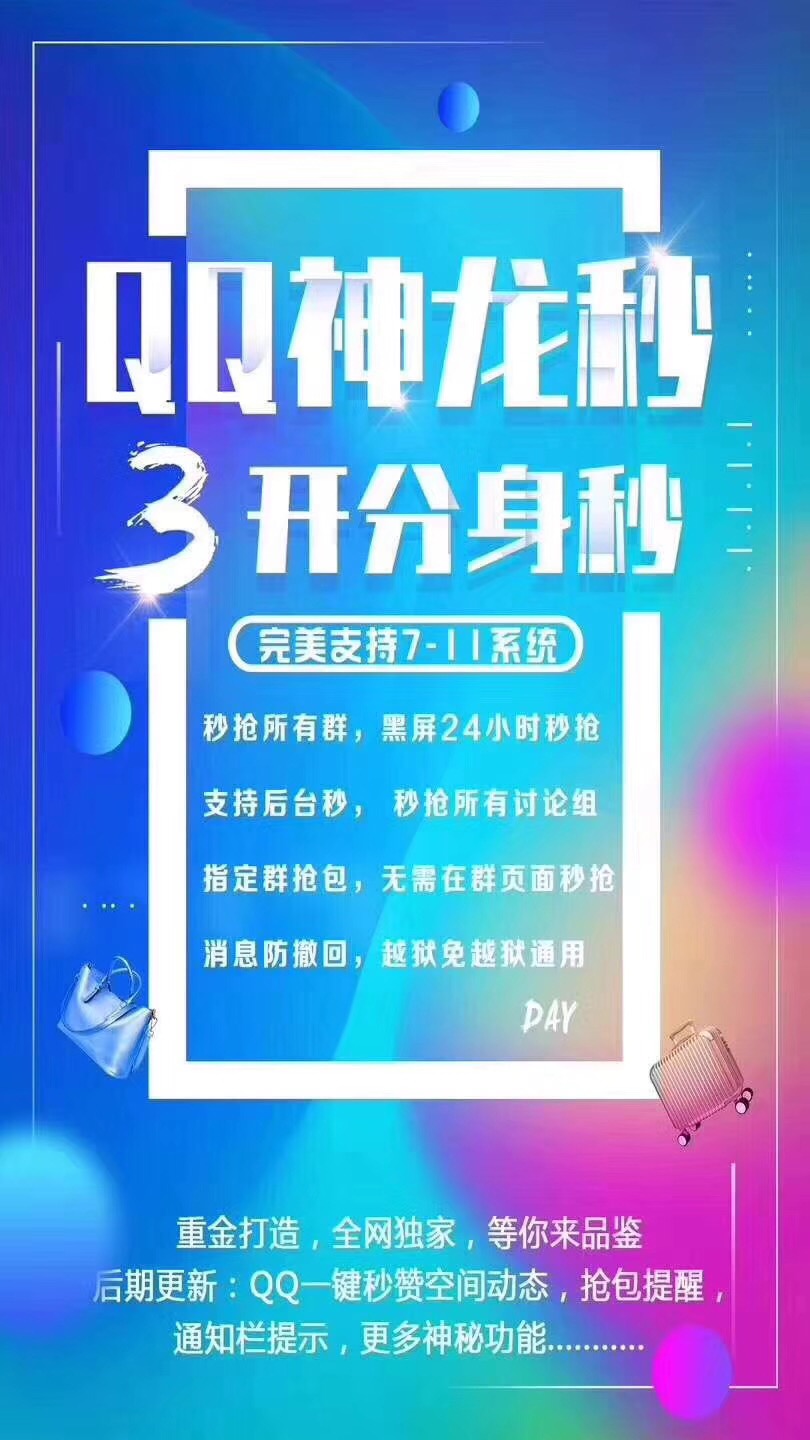 QQ神龙秒
3开分身秒
完美支持7-11系统
秒抢所有群，黑屏24小时秒抢
支持后台秒， 秒抢所有讨论组
指定群抢包，无需在群页面秒抢
消息防撤回，越狱免越狱通用
DAY
重金打造，全网独家，等你来品鉴
后期更新：QQ一键秒赞空间动态，抢包提醒，
通知栏提示，更多神秘功能............